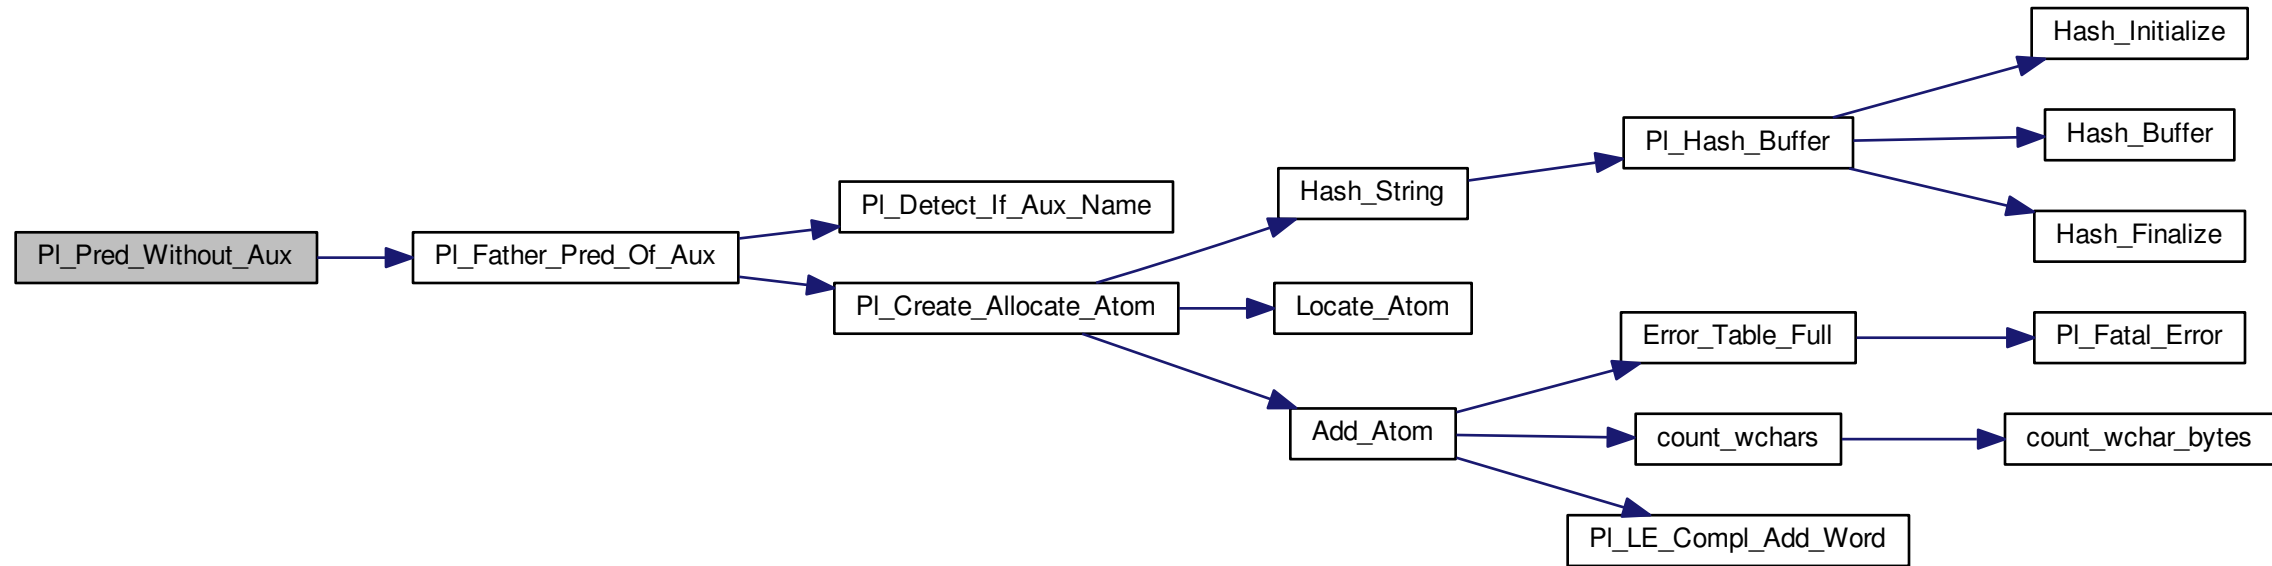 Hash_Initialize
Hash_Buffer
Pl_Hash_Buffer
Pl_Detect_If_Aux_Name
Hash_String
Hash_Finalize
Pl_Pred_Without_Aux
Pl_Father_Pred_Of_Aux
Pl_Create_Allocate_Atom
Locate_Atom
Error_Table_Full
Pl_Fatal_Error
Add_Atom
count_wchars
count_wchar_bytes
Pl_LE_Compl_Add_Word